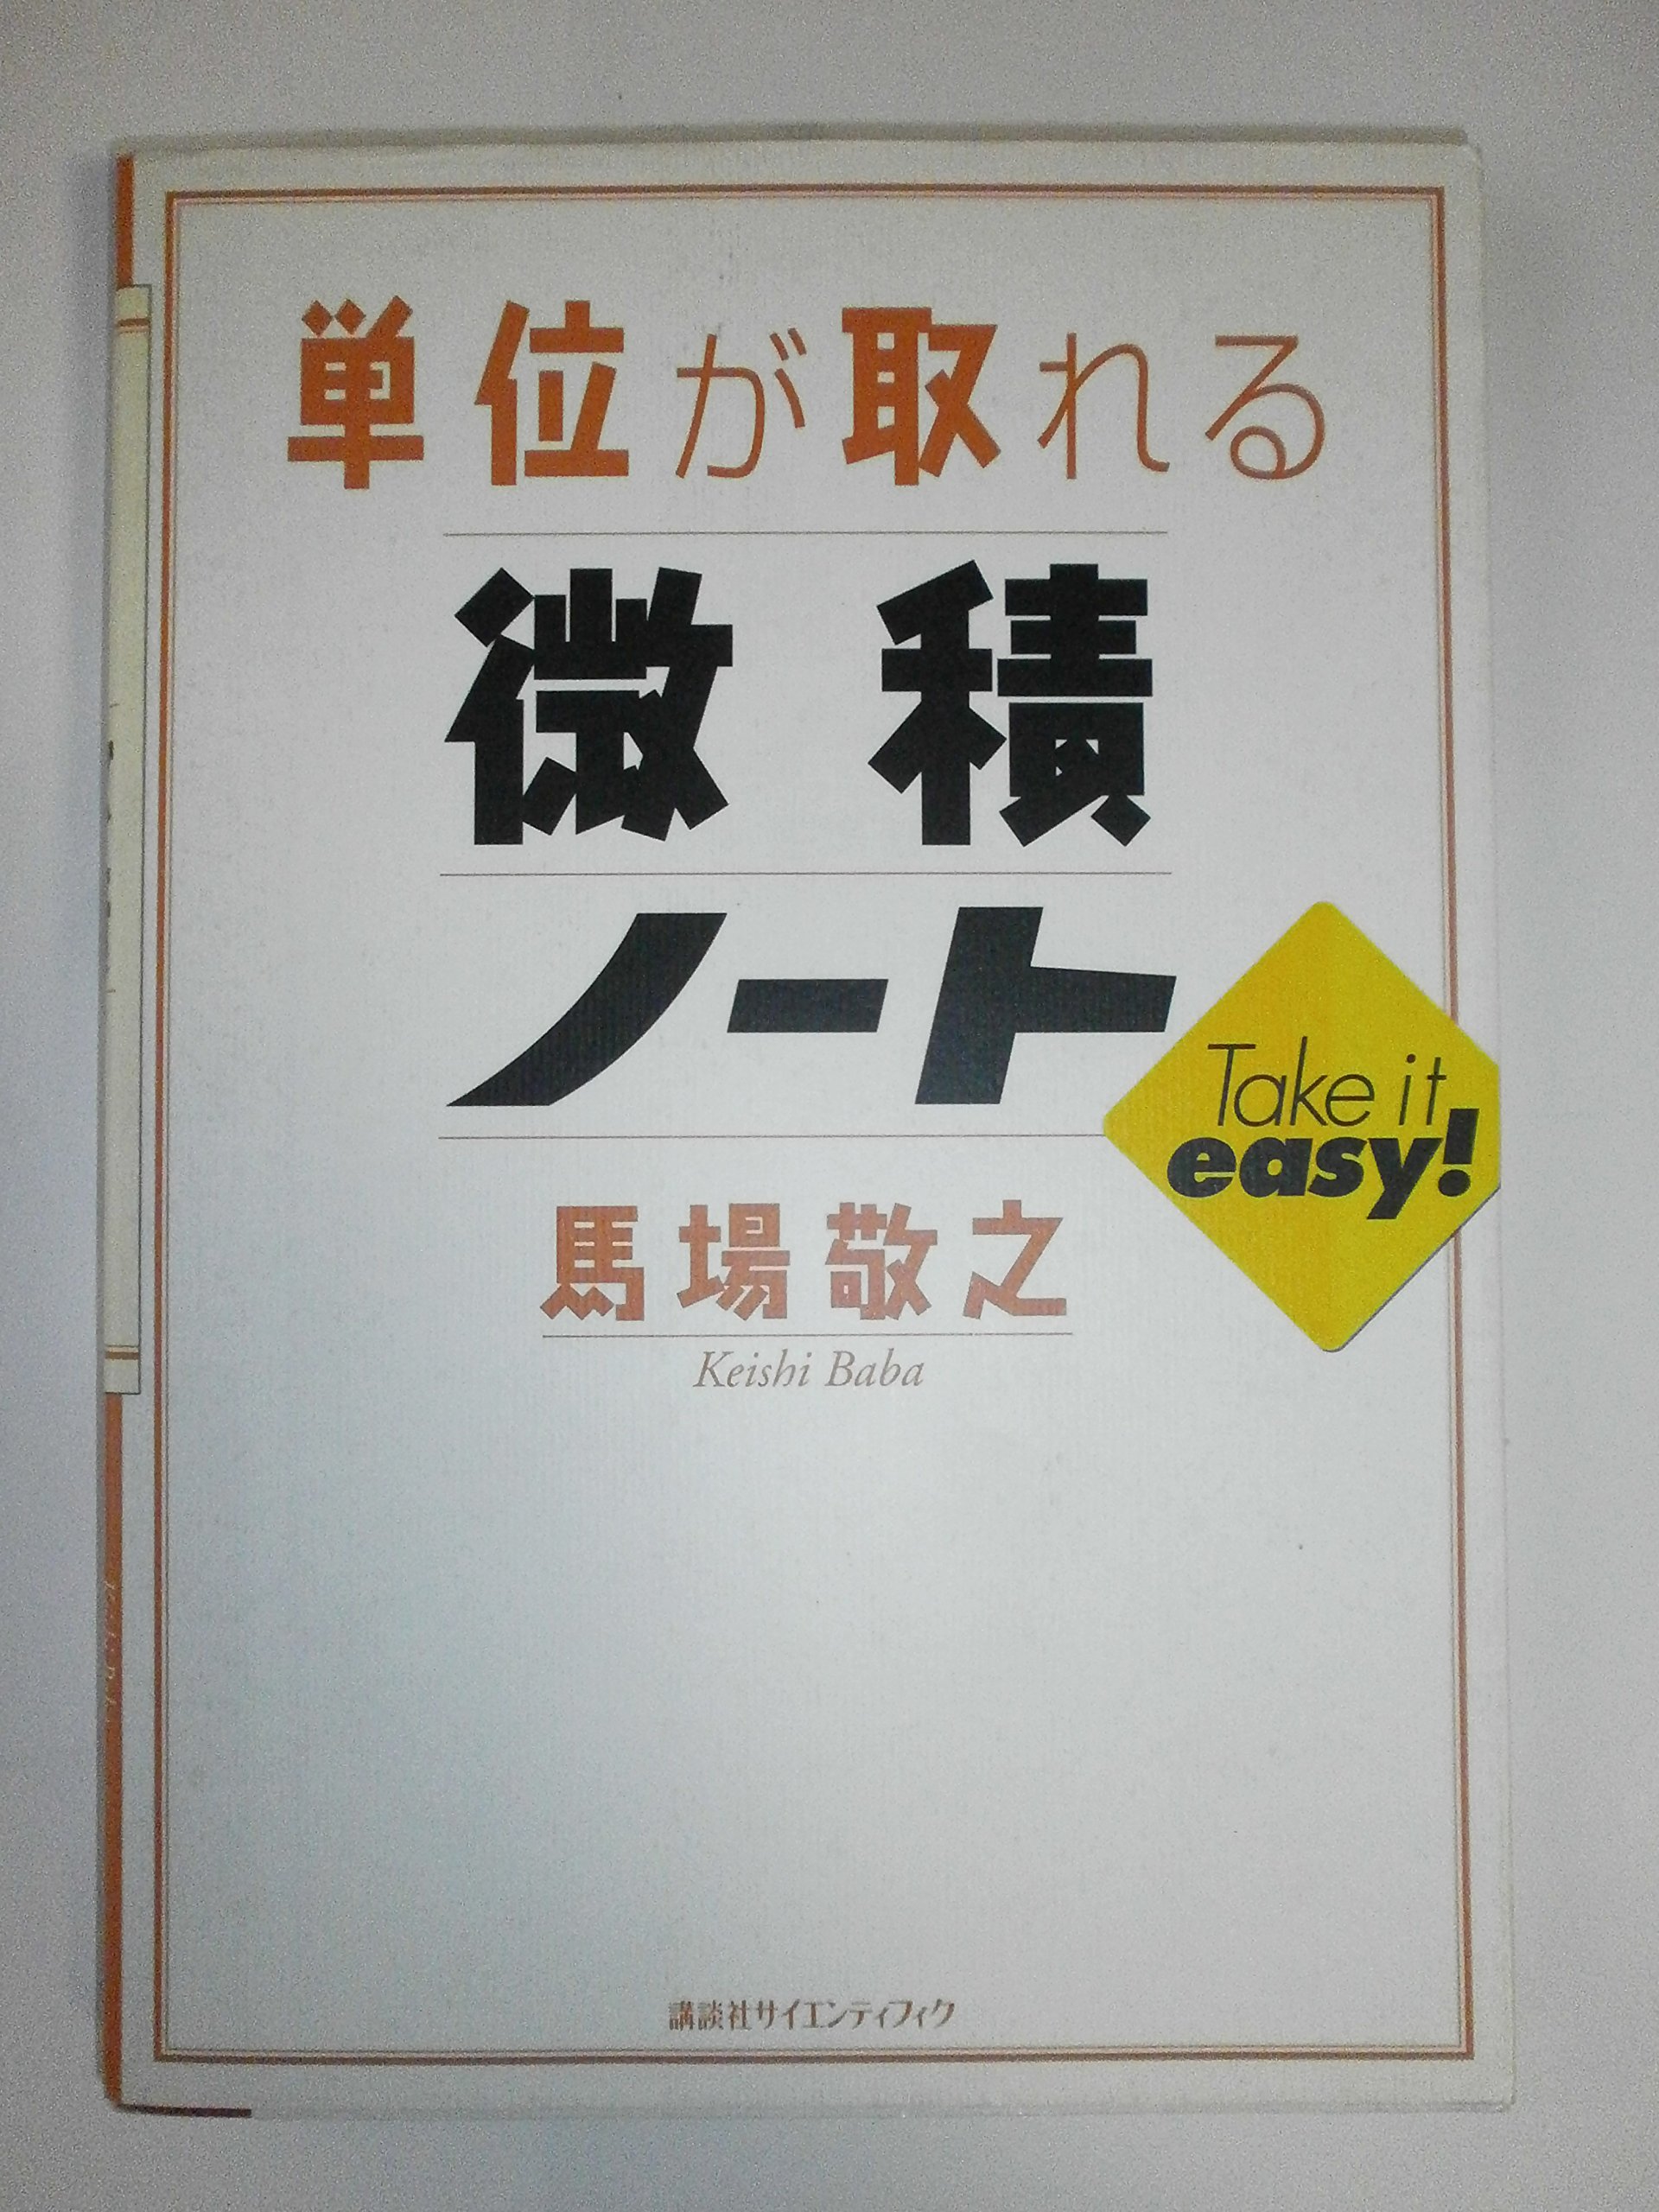 単位が取れる
微積
ノート
Take it
easy!
馬場敬之
Keishi Baba
講談社サイエンティフィク